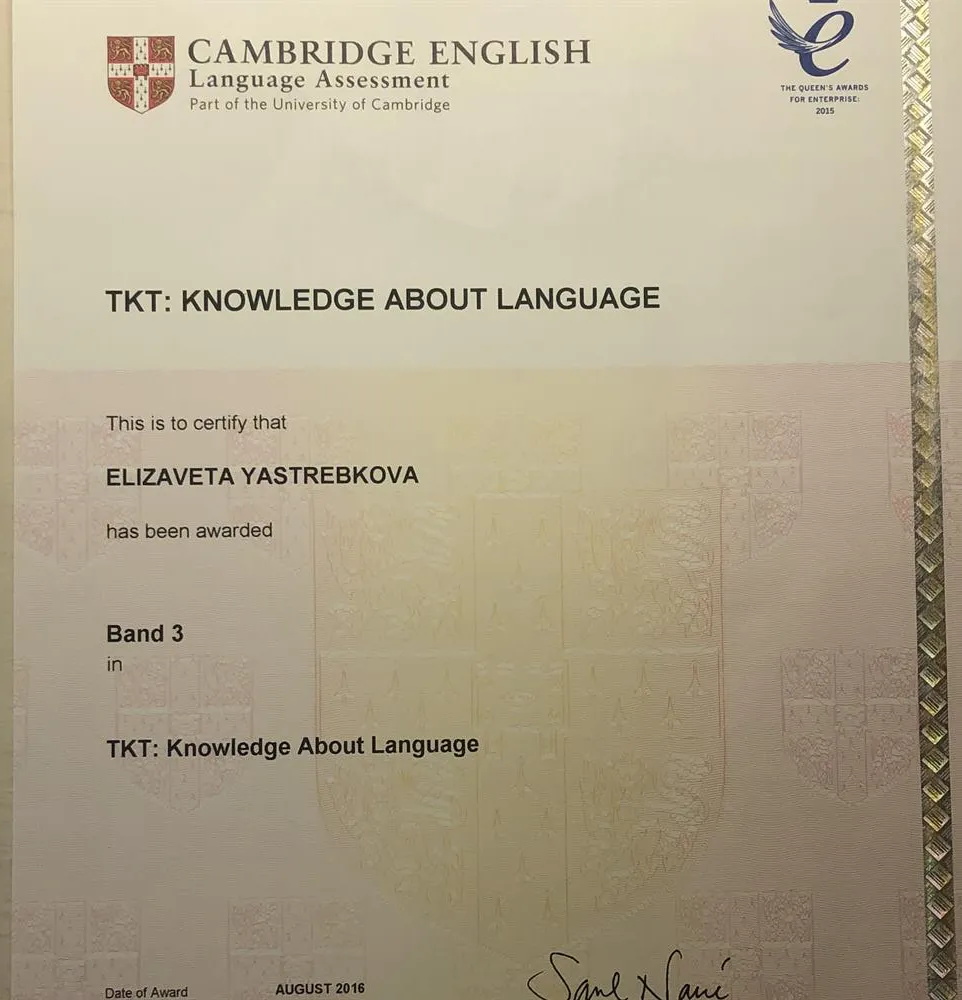 CAMBRIDGE ENGLISH
Language Assessment
Part of the University of Cambridge
THE QUEEN'S AWARDS
FOR ENTERPRISE:
2015
TKT: KNOWLEDGE ABOUT LANGUAGE
This is to certify that
ELIZAVETA YASTREBKOVA
has been awarded
Band 3
in
TKT: Knowledge About Language
Date of Award AUGUST 2016